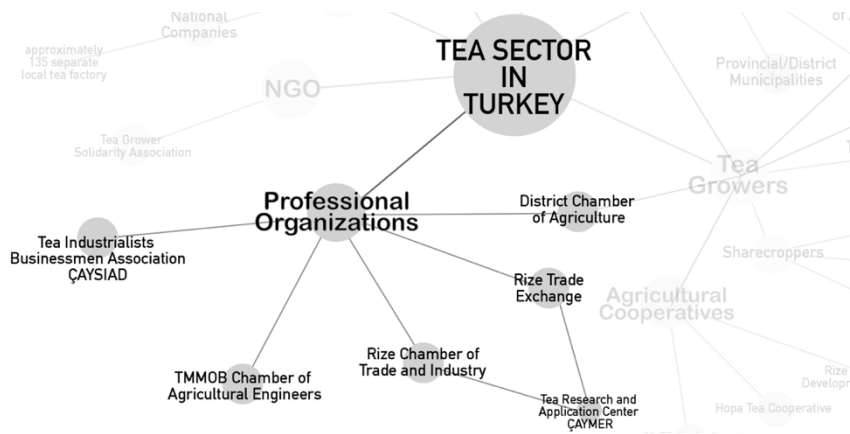 National
Companies
approximately
135 separate
local tea factory
TEA SECTOR
IN
TURKEY
of A
Provincial/District
Municipalities
NGO
Tea Grower
Solidarity Association
Tea
Growers
T
Professional
Organizations
District Chamber
of Agriculture
Tea Industrialists
Businessmen Association
ÇAYSIAD
Sharecroppers
Rize Trade
Exchange
Agricultural
Cooperatives
TMMOB Chamber of
Agricultural Engineers
Rize Chamber of
Trade and Industry
Tea Research and
Application Center
ÇAYMER
Rize
Developm
Hopa Tea Cooperative